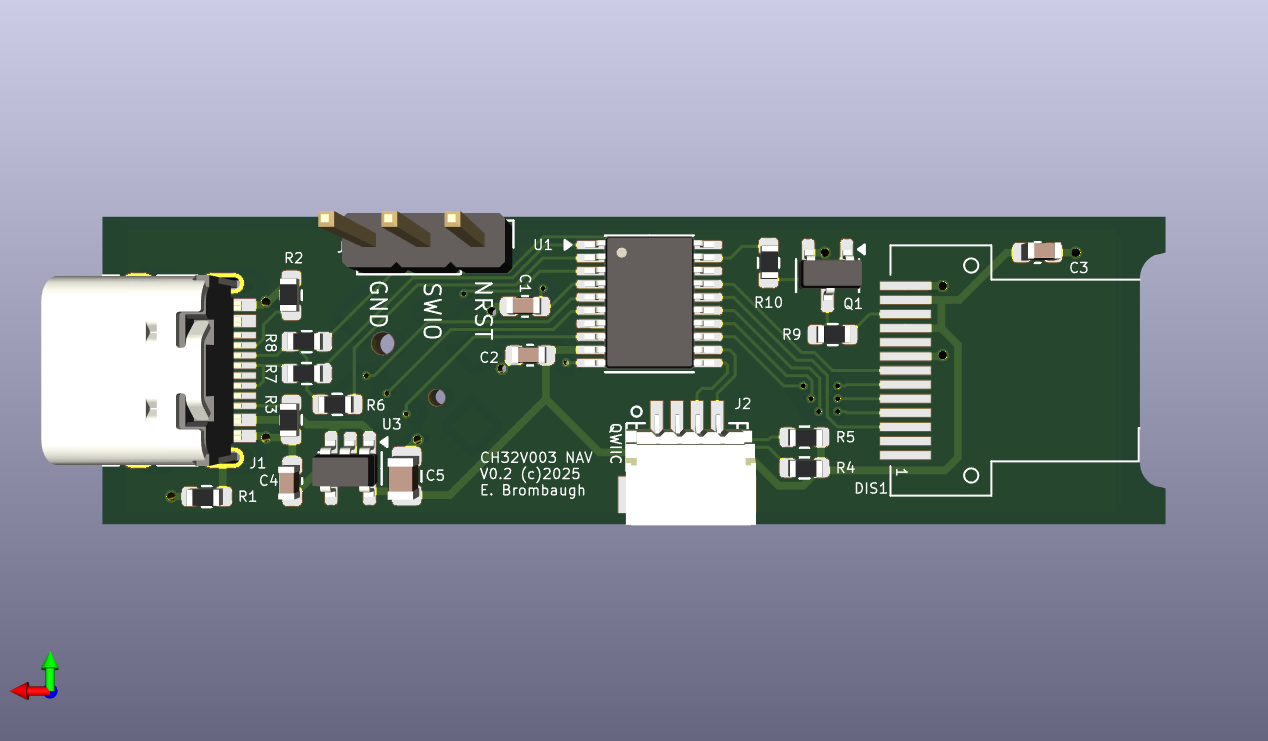 U1
R2
C3
GND
SWIO
NRST
C1
R10
Q1
R9
R8
C2
R7
R3
R6
J2
U3
QWIIC
R5
J1
CH32V003 NAV
V0.2 (c)2025
E. Brombaugh
R4
1
C4
C5
DIS1
R1